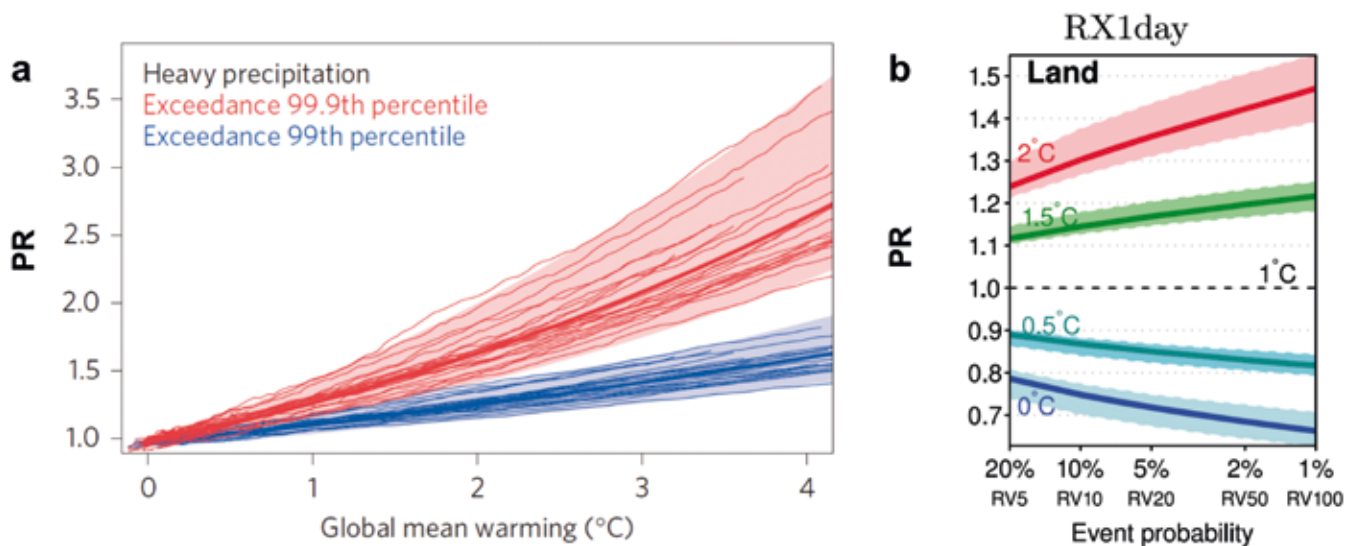 a
Heavy precipitation
Exceedance 99.9th percentile
Exceedance 99th percentile
PR
3.5
3.0
2.5
2.0
1.5
1.0
0
1
2
3
4
Global mean warming (°C)
RX1day
b
Land
PR
1.5
1.4
1.3
1.2
1.1
1.0
0.9
0.8
0.7
2°C
1.5°C
1°C
0.5°C
0°C
20% 10% 5% 2% 1%
RV5 RV10 RV20 RV50 RV100
Event probability